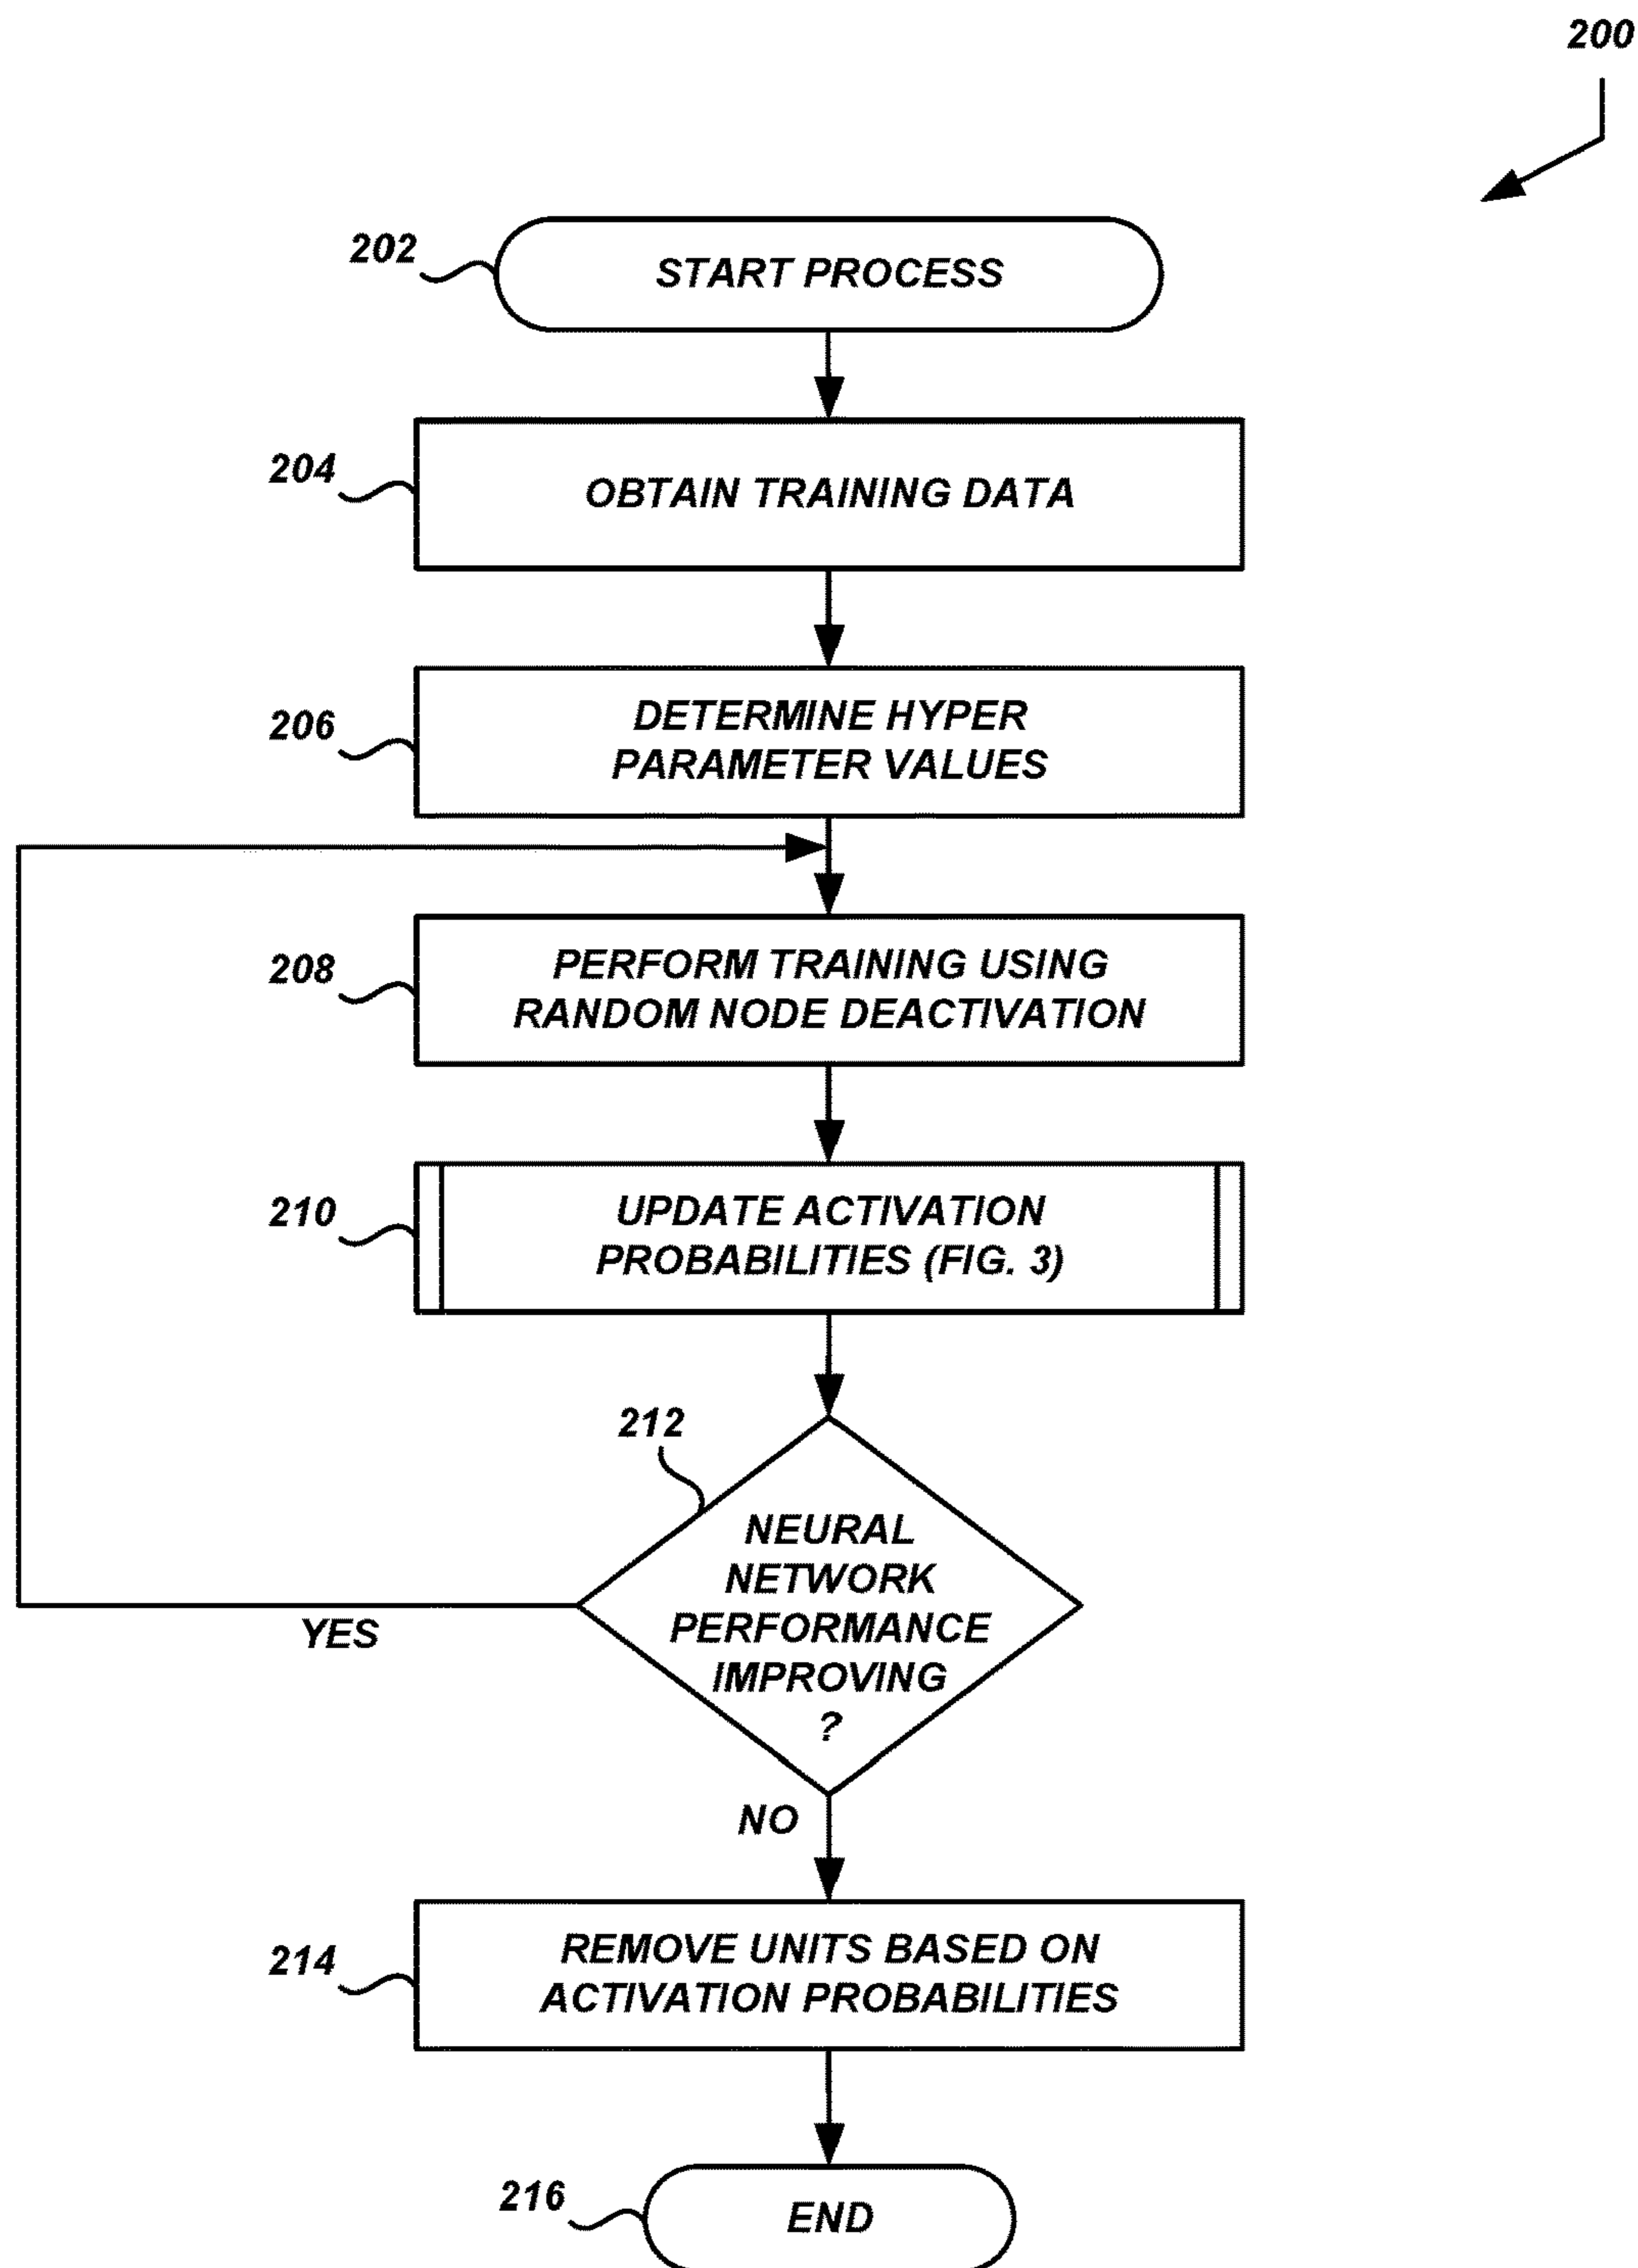 200
202
START PROCESS
204
OBTAIN TRAINING DATA
206
DETERMINE HYPER
PARAMETER VALUES
208
PERFORM TRAINING USING
RANDOM NODE DEACTIVATION
210
UPDATE ACTIVATION
PROBABILITIES (FIG. 3)
212
NEURAL
NETWORK
PERFORMANCE
IMPROVING
?
YES
NO
214
REMOVE UNITS BASED ON
ACTIVATION PROBABILITIES
216
END